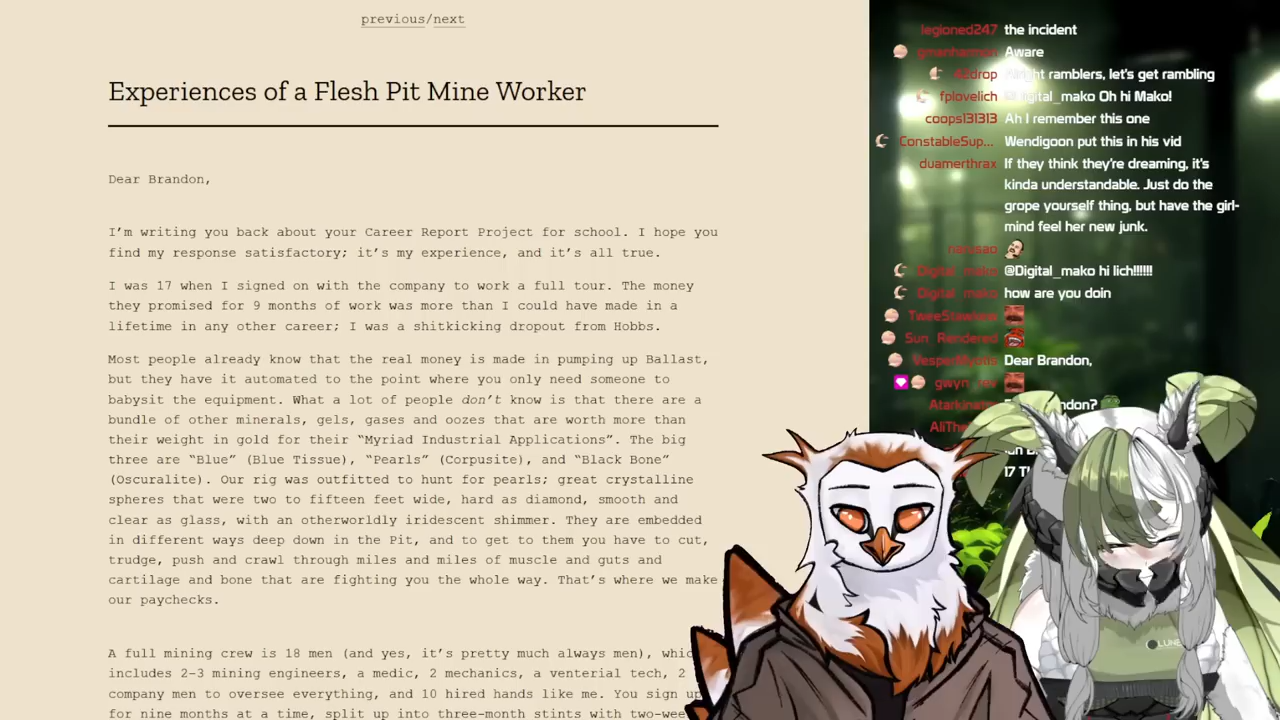 previous/next
Experiences of a Flesh Pit Mine Worker
Dear Brandon,
I'm writing you back about your Career Report Project for school. I hope you
find my response satisfactory; it's my experience, and it's all true.
I was 17 when I signed on with the company to work a full tour. The money
they promised for 9 months of work was more than I could have made in a
lifetime in any other career; I was a shitkicking dropout from Hobbs.
Most people already know that the real money is made in pumping up Ballast,
but they have it automated to the point where you only need someone to
babysit the equipment. What a lot of people don't know is that there are a
bundle of other minerals, gels, gases and oozes that are worth more than
their weight in gold for their “Myriad Industrial Applications”. The big
three are “Blue” (Blue Tissue), “Pearls” (Corpusite), and “Black Bone”
(Oscuralite). Our rig was outfitted to hunt for pearls; great crystalline
spheres that were two to fifteen feet wide, hard as diamond, smooth and
clear as glass, with an otherworldly iridescent shimmer. They are embedded
in different ways deep down in the Pit, and to get to them you have to cut,
trudge, push and crawl through miles and miles of muscle and guts and
cartilage and bone that are fighting you the whole way. That's where we make
our paychecks.
A full mining crew is 18 men (and yes, it's pretty much always men),
includes 2-3 mining engineers, a medic, 2 mechanics, a venterial tech, 2
company men to oversee everything, and 10 hired hands like me. You sign up
for nine months at a time, split up into three-month stints with
legioned247 the incident
Aware
42drop Alright ramblers, let's get rambling
fplovelich @Digital_mako Oh hi Mako!
coops131313 Ah I remember this one
ConstableSup... Wendigoon put this in his vid
duamerthrax If they think they're dreaming, it's
kinda understandable. Just do the
grope yourself thing, but have the girl-
mind feel her new junk.
Digital mako @Digital_mako hi lich!!!!!!
Digital mako how are you doin
Sun Rendered
Dear Brandon,
gwyn
17
LUNE